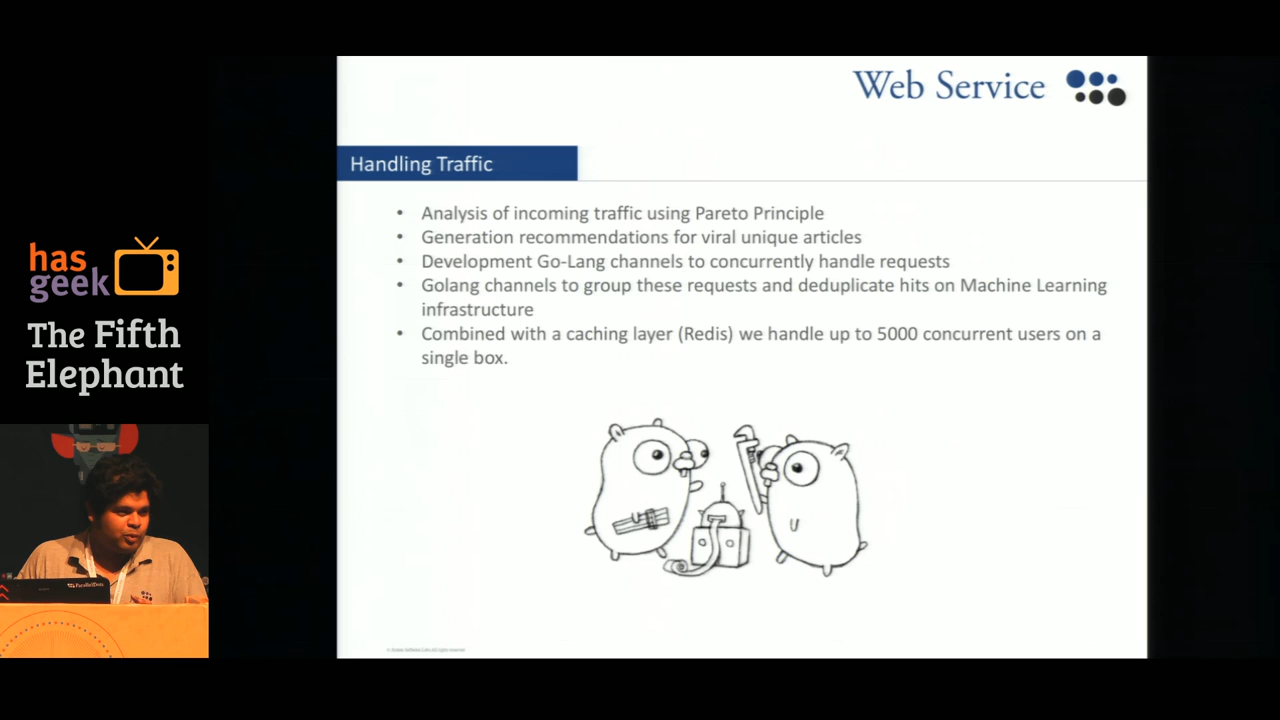 Web Service
Handling Traffic
• Analysis of incoming traffic using Pareto Principle
• Generation recommendations for viral unique articles
• Development Go-Lang channels to concurrently handle requests
• Golang channels to group these requests and deduplicate hits on Machine Learning
infrastructure
• Combined with a caching layer (Redis) we handle up to 5000 concurrent users on a
single box.
has
geek
The Fifth
Elephant
ParallelDots